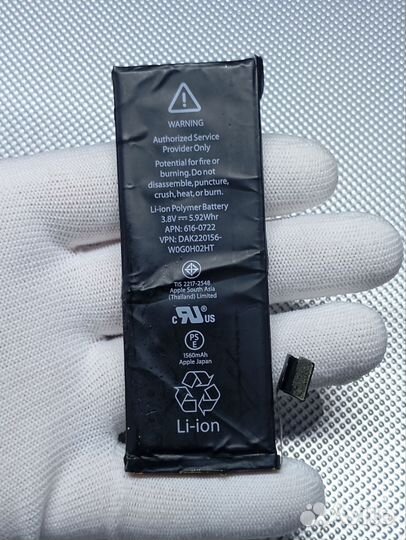 WARNING
Authorized Service
Provider Only
Potential for fire or
burning. Do not
disassemble, puncture,
crush, heat, or burn.
Li-ion Polymer Battery
3.8V ⎓ 5.92Whr
APN: 616-0722
VPN: DAK220156-
W0G0H02HT
TIS 2217-2548
Apple South Asia
(Thailand) Limited
c RU US
PS
E
1560mAh
Apple Japan
Li-ion
Avito